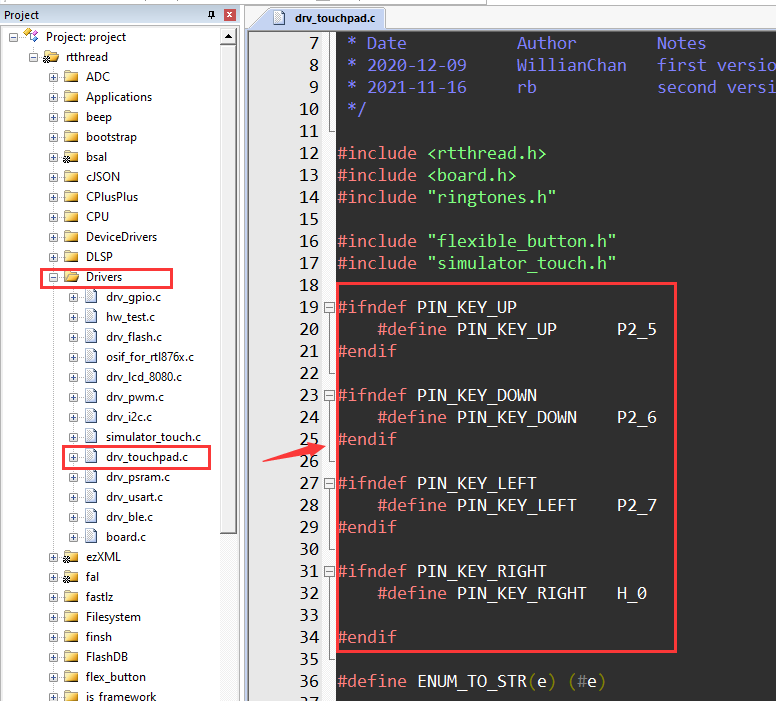 Project
Project: project
rtthread
ADC
Applications
beep
bootstrap
bsal
cJSON
CPlusPlus
CPU
DeviceDrivers
DLSP
Drivers
drv_gpio.c
hw_test.c
drv_flash.c
osif_for_rtl876x.c
drv_lcd_8080.c
drv_pwm.c
drv_i2c.c
simulator_touch.c
drv_touchpad.c
drv_psram.c
drv_usart.c
drv_ble.c
board.c
ezXML
fal
fastlz
Filesystem
finsh
FlashDB
flex_button
is_framework
drv_touchpad.c
7 * Date Author Notes
8 * 2020-12-09 WillianChan first versio
9 * 2021-11-16 rb second versi
10 */
11
12 #include <rtthread.h>
13 #include <board.h>
14 #include "ringtones.h"
15
16 #include "flexible_button.h"
17 #include "simulator_touch.h"
18
19 #ifndef PIN_KEY_UP
20 #define PIN_KEY_UP P2_5
21 #endif
22
23 #ifndef PIN_KEY_DOWN
24 #define PIN_KEY_DOWN P2_6
25 #endif
26
27 #ifndef PIN_KEY_LEFT
28 #define PIN_KEY_LEFT P2_7
29 #endif
30
31 #ifndef PIN_KEY_RIGHT
32 #define PIN_KEY_RIGHT H_0
33
34 #endif
35
36 #define ENUM_TO_STR(e) (#e)